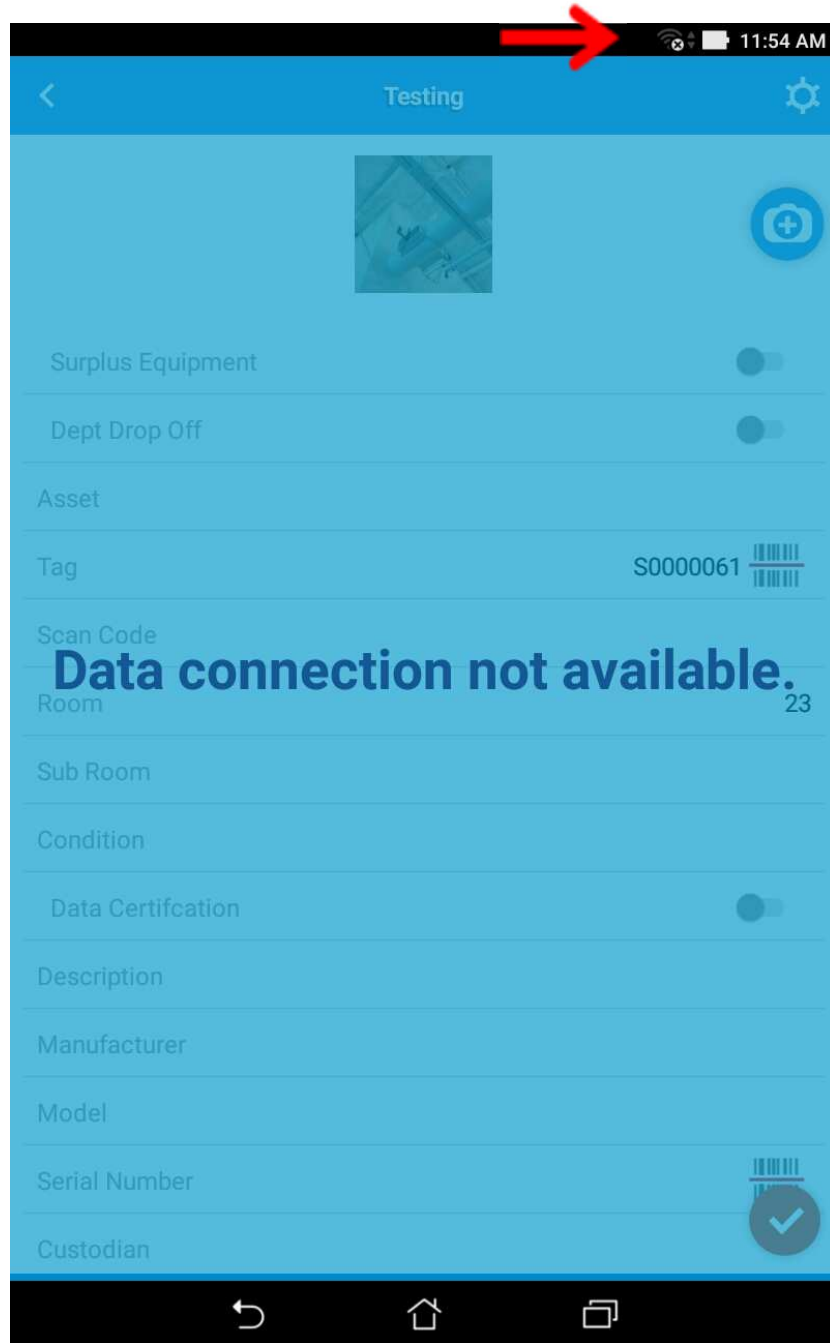 11:54 AM
Testing
Surplus Equipment
Dept Drop Off
Asset
Tag S0000061
Scan Code
Data connection not available.
Room 23
Sub Room
Condition
Data Certifcation
Description
Manufacturer
Model
Serial Number
Custodian